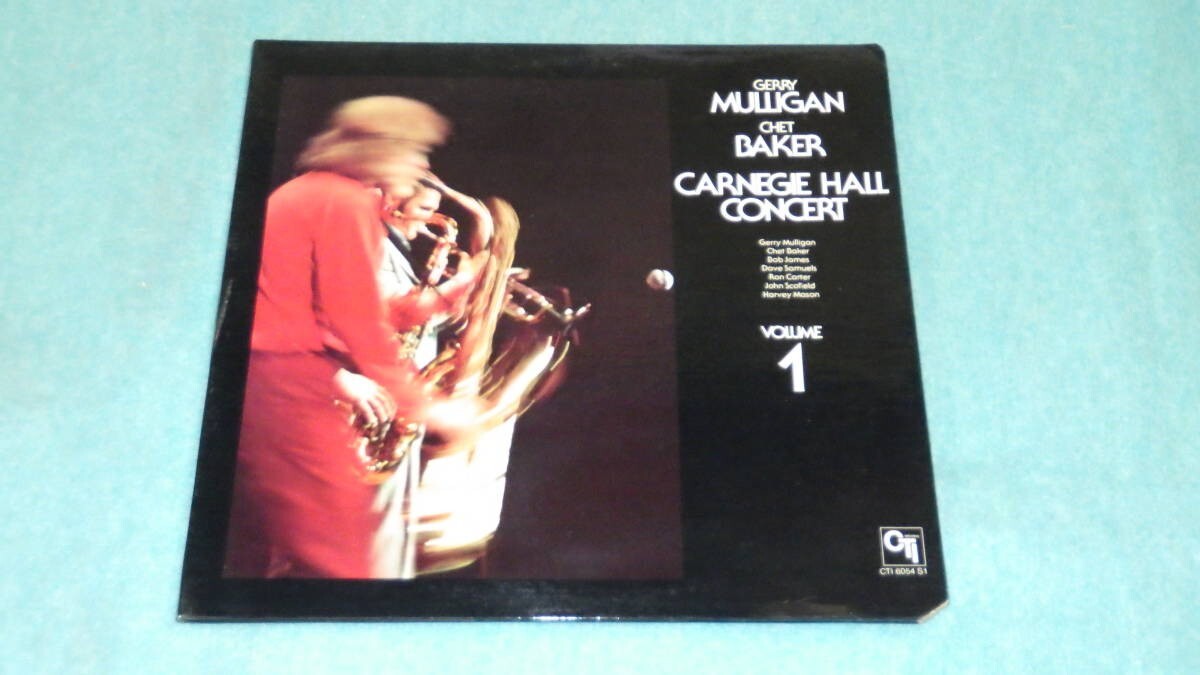 GERRY
MULLIGAN
CHET
BAKER
CARNEGIE HALL
CONCERT
Gerry Mulligan
Chet Baker
Bob James
Dave Samuels
Ron Carter
John Scofield
Harvey Mason
VOLUME
1
CTI
CTI 6054 S1